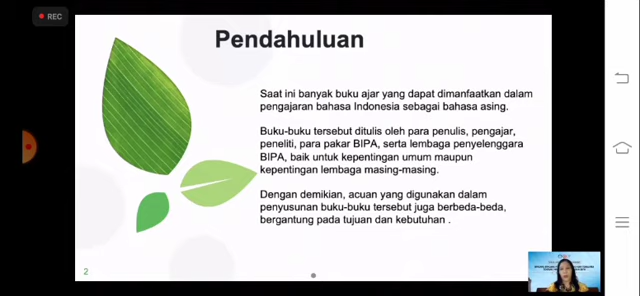 REC
Pendahuluan
Saat ini banyak buku ajar yang dapat dimanfaatkan dalam
pengajaran bahasa Indonesia sebagai bahasa asing.
Buku-buku tersebut ditulis oleh para penulis, pengajar,
peneliti, para pakar BIPA, serta lembaga penyelenggara
BIPA, baik untuk kepentingan umum maupun
kepentingan lembaga masing-masing.
Dengan demikian, acuan yang digunakan dalam
penyusunan buku-buku tersebut juga berbeda-beda,
bergantung pada tujuan dan kebutuhan .
2